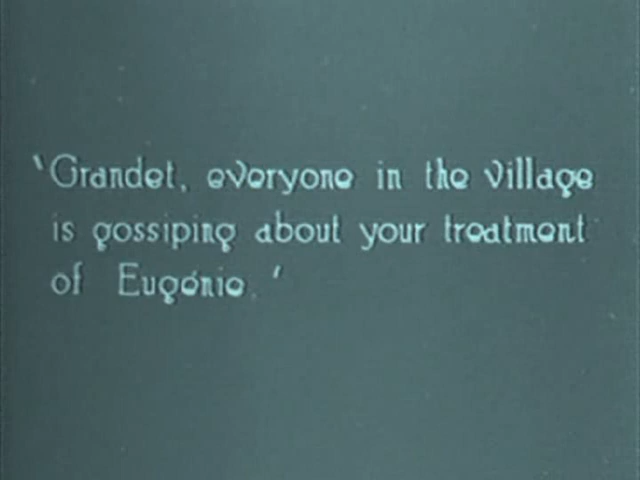 'Grandet, everyone in the village
is gossiping about your treatment
of Eugénie.'